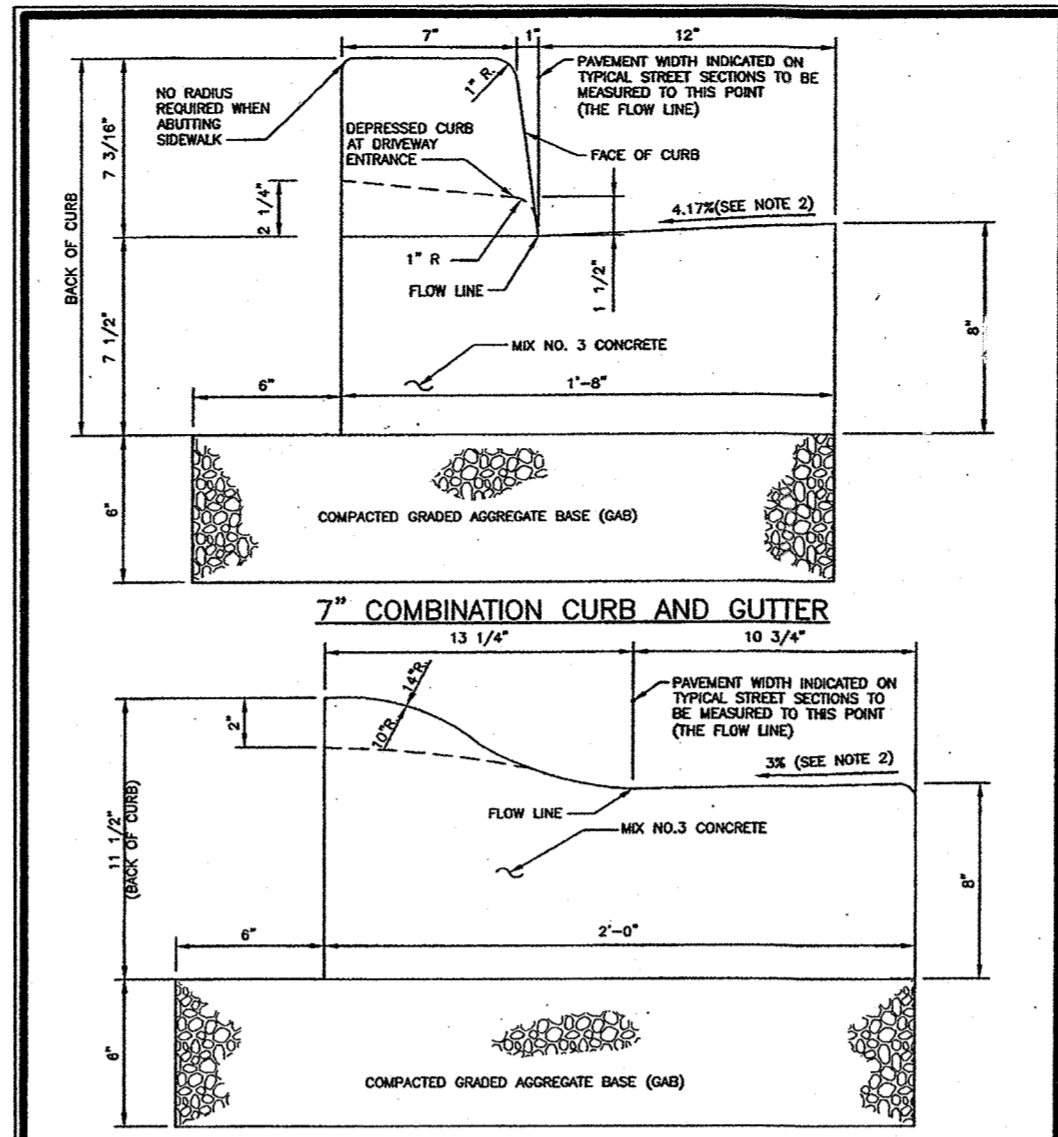 7"
1"
12"
NO RADIUS
REQUIRED WHEN
ABUTTING
SIDEWALK
1" R.
PAVEMENT WIDTH INDICATED ON
TYPICAL STREET SECTIONS TO BE
MEASURED TO THIS POINT
(THE FLOW LINE)
DEPRESSED CURB
AT DRIVEWAY
ENTRANCE
FACE OF CURB
7 3/16"
2 1/4"
4.17%(SEE NOTE 2)
BACK OF CURB
1" R
FLOW LINE
1 1/2"
7 1/2"
8"
MIX NO. 3 CONCRETE
6"
1'-8"
6"
COMPACTED GRADED AGGREGATE BASE (GAB)
7" COMBINATION CURB AND GUTTER
13 1/4"
10 3/4"
PAVEMENT WIDTH INDICATED ON
TYPICAL STREET SECTIONS TO
BE MEASURED TO THIS POINT
(THE FLOW LINE)
14"R.
10"R.
2"
3% (SEE NOTE 2)
FLOW LINE
MIX NO.3 CONCRETE
11 1/2"
(BACK OF CURB)
8"
6"
2'-0"
6"
COMPACTED GRADED AGGREGATE BASE (GAB)